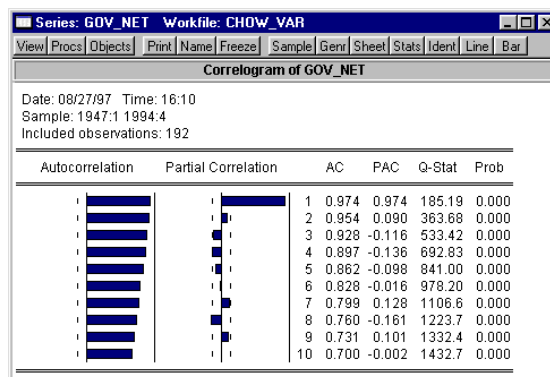 Series: GOV_NET Workfile: CHOW_VAR
View Procs Objects Print Name Freeze Sample Genr Sheet Stats Ident Line Bar
Correlogram of GOV_NET
Date: 08/27/97 Time: 16:10
Sample: 1947:1 1994:4
Included observations: 192
Autocorrelation Partial Correlation AC PAC Q-Stat Prob
1 0.974 0.974 185.19 0.000
2 0.954 0.090 363.68 0.000
3 0.928 -0.116 533.42 0.000
4 0.897 -0.136 692.83 0.000
5 0.862 -0.098 841.00 0.000
6 0.828 -0.016 978.20 0.000
7 0.799 0.128 1106.6 0.000
8 0.760 -0.161 1223.7 0.000
9 0.731 0.101 1332.4 0.000
10 0.700 -0.002 1432.7 0.000